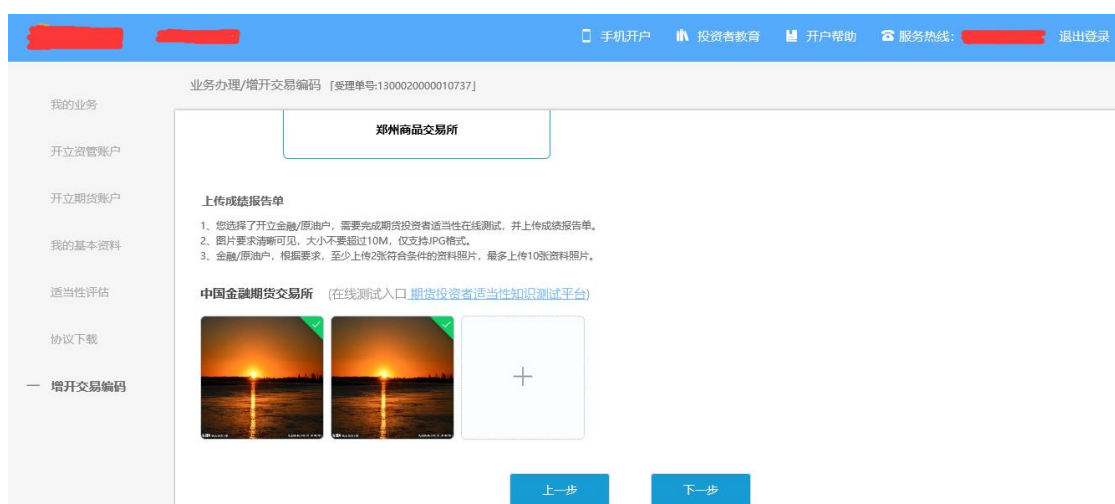 手机开户 投资者教育 开户帮助 服务热线: 退出登录
业务办理/增开交易编码 「受理单号:1300020000010737」
我的业务
开立资管账户
开立期货账户
我的基本资料
适当性评估
协议下载
一 增开交易编码
郑州商品交易所
上传成绩报告单
1、您选择了开立金融/原油户，需要完成期货投资者适当性在线测试，并上传成绩报告单。
2、图片要求清晰可见，大小不要超过10M，仅支持JPG格式。
3、金融/原油户，根据要求，至少上传2张符合条件的资料照片，最多上传10张资料照片。
中国金融期货交易所 (在线测试入口 期货投资者适当性知识测试平台)
上一步 下一步